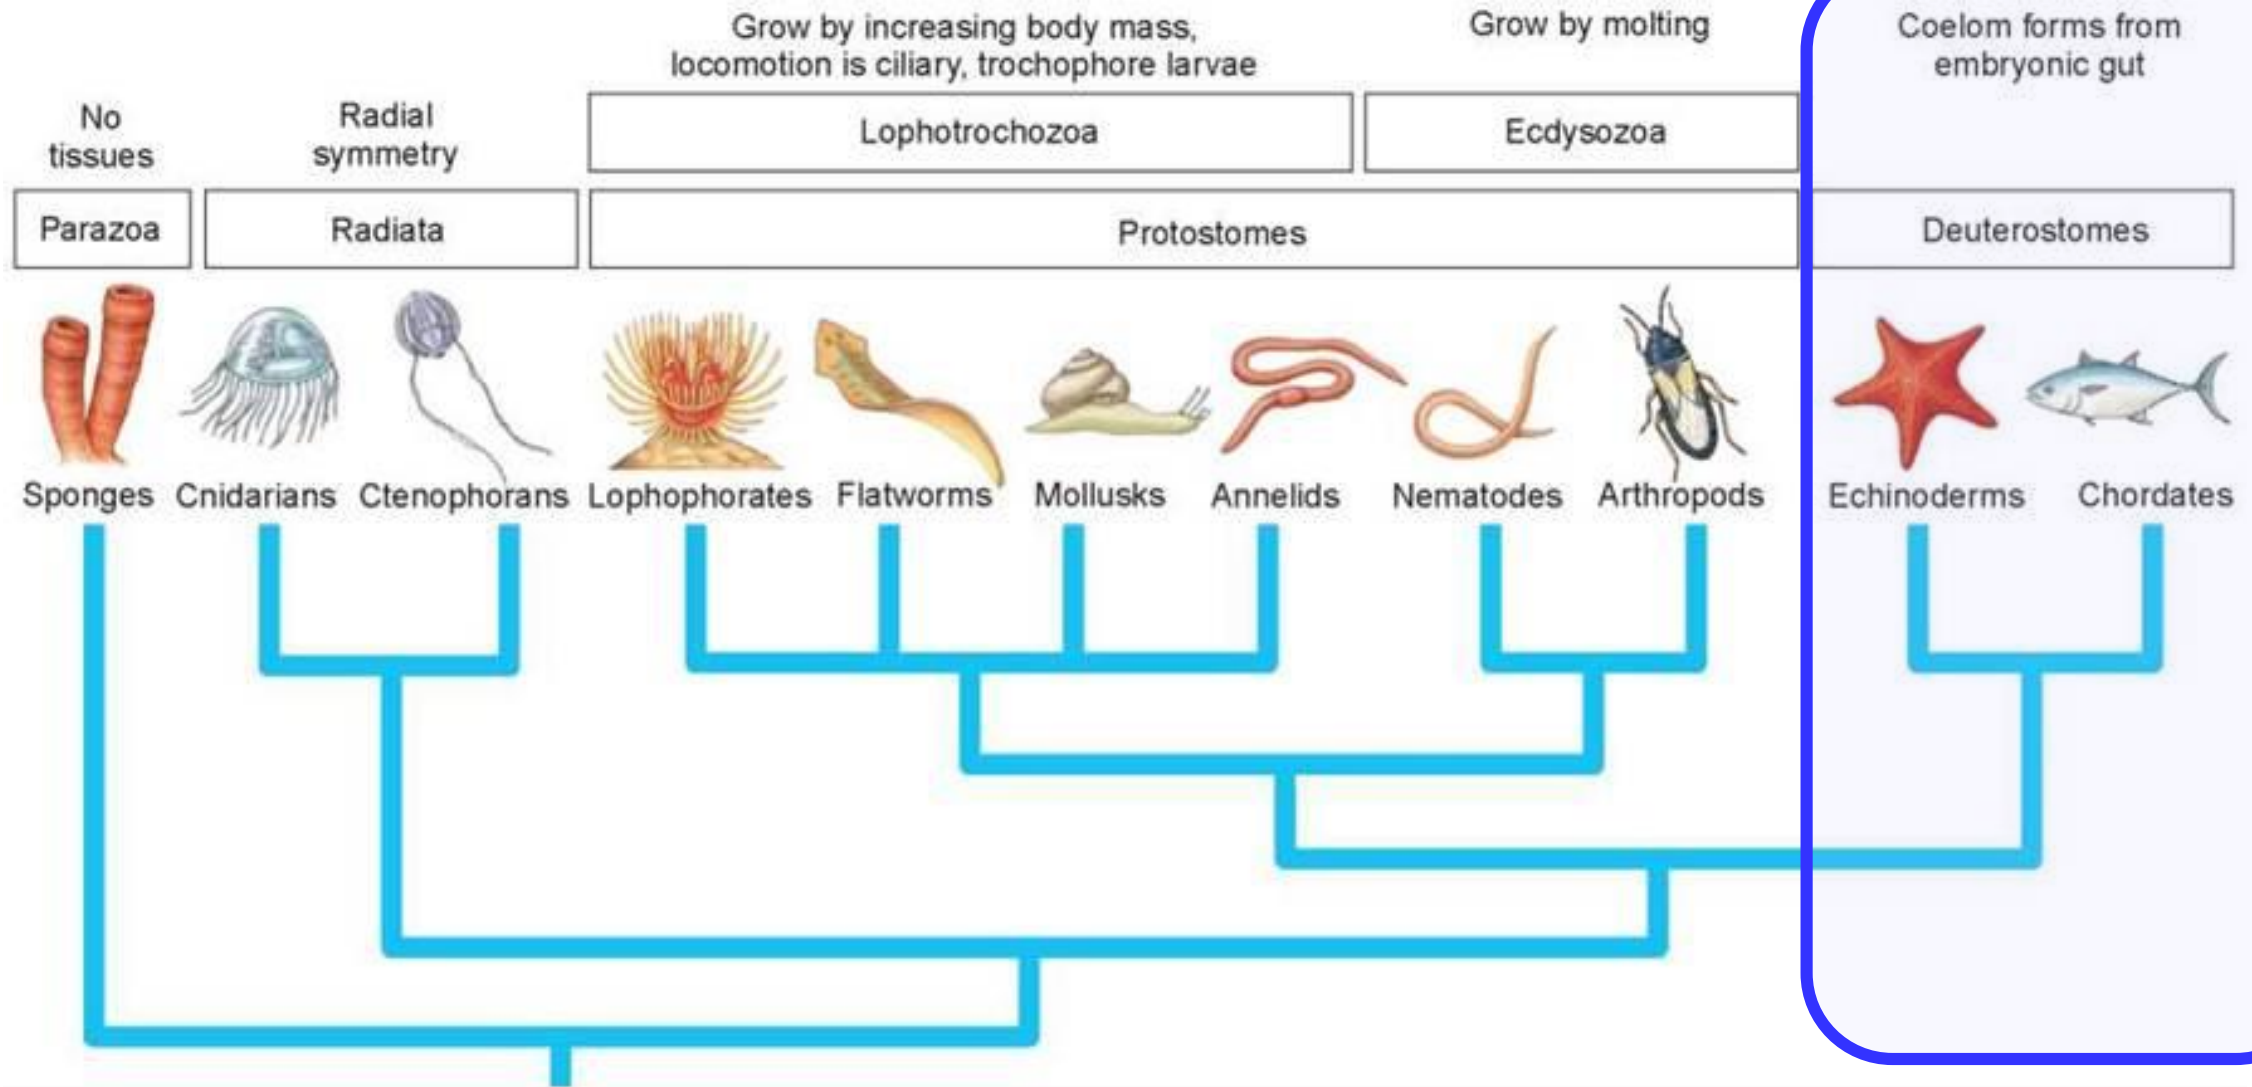 Grow by increasing body mass,
locomotion is ciliary, trochophore larvae
Grow by molting
Coelom forms from
embryonic gut
No
tissues
Radial
symmetry
Lophotrochozoa
Ecdysozoa
Parazoa
Radiata
Protostomes
Deuterostomes
Sponges
Cnidarians
Ctenophorans
Lophophorates
Flatworms
Mollusks
Annelids
Nematodes
Arthropods
Echinoderms
Chordates